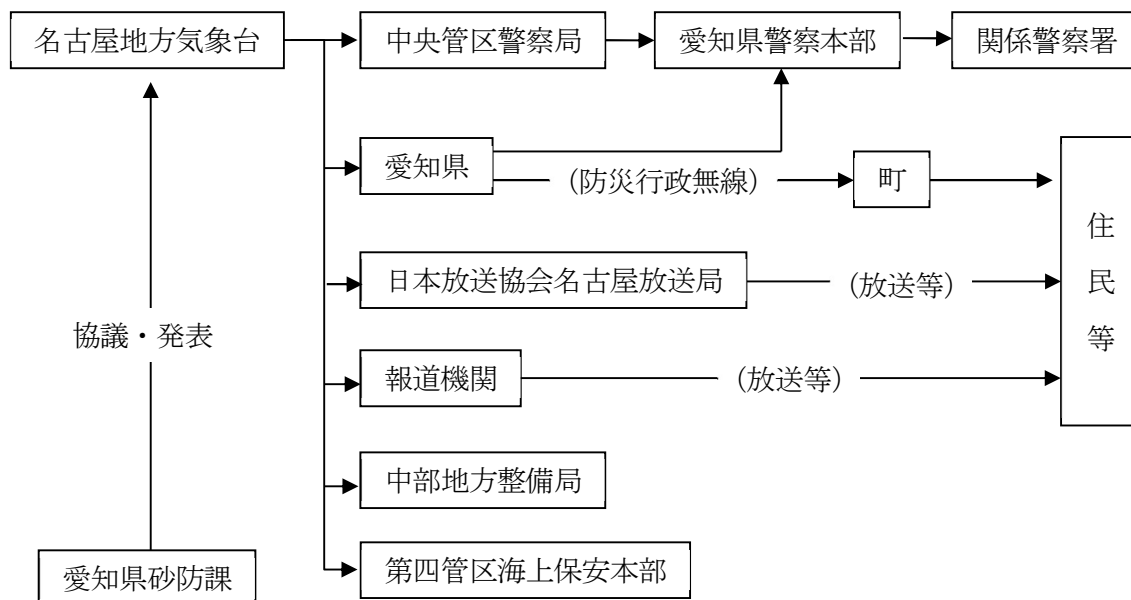 名古屋地方気象台
中央管区警察局
愛知県警察本部
関係警察署
愛知県
(防災行政無線)
町
住民等
日本放送協会名古屋放送局
(放送等)
協議・発表
報道機関
(放送等)
中部地方整備局
愛知県砂防課
第四管区海上保安本部